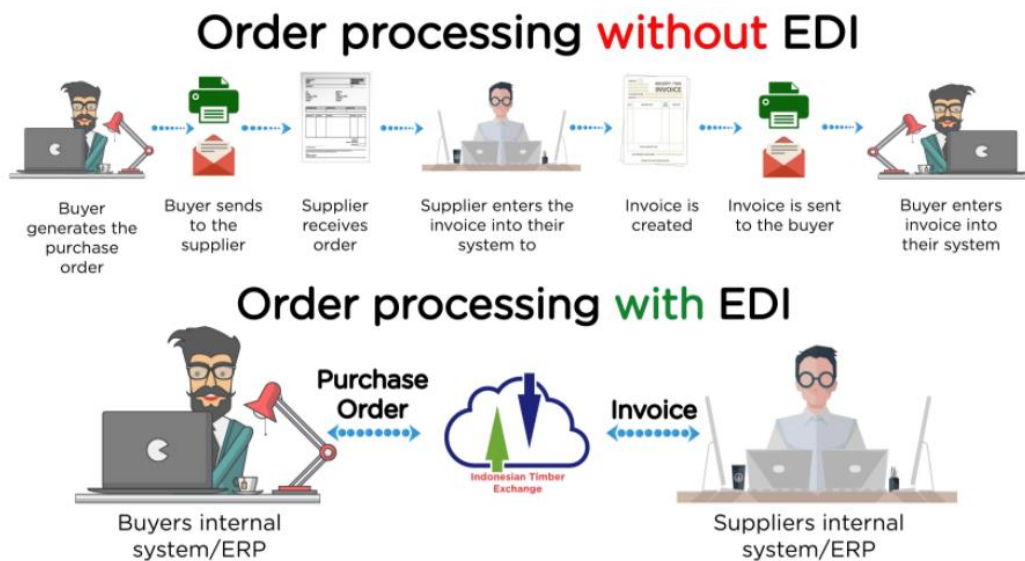 Order processing without EDI
Buyer
generates the
purchase
order
Buyer sends
to the
supplier
Supplier
receives
order
Supplier enters the
invoice into their
system to
Invoice is
created
Invoice is sent
to the buyer
Buyer enters
invoice into
their system
INVOICE
Order processing with EDI
Purchase
Order
Invoice
Indonesian Timber
Exchange
Buyers internal
system/ERP
Suppliers internal
system/ERP